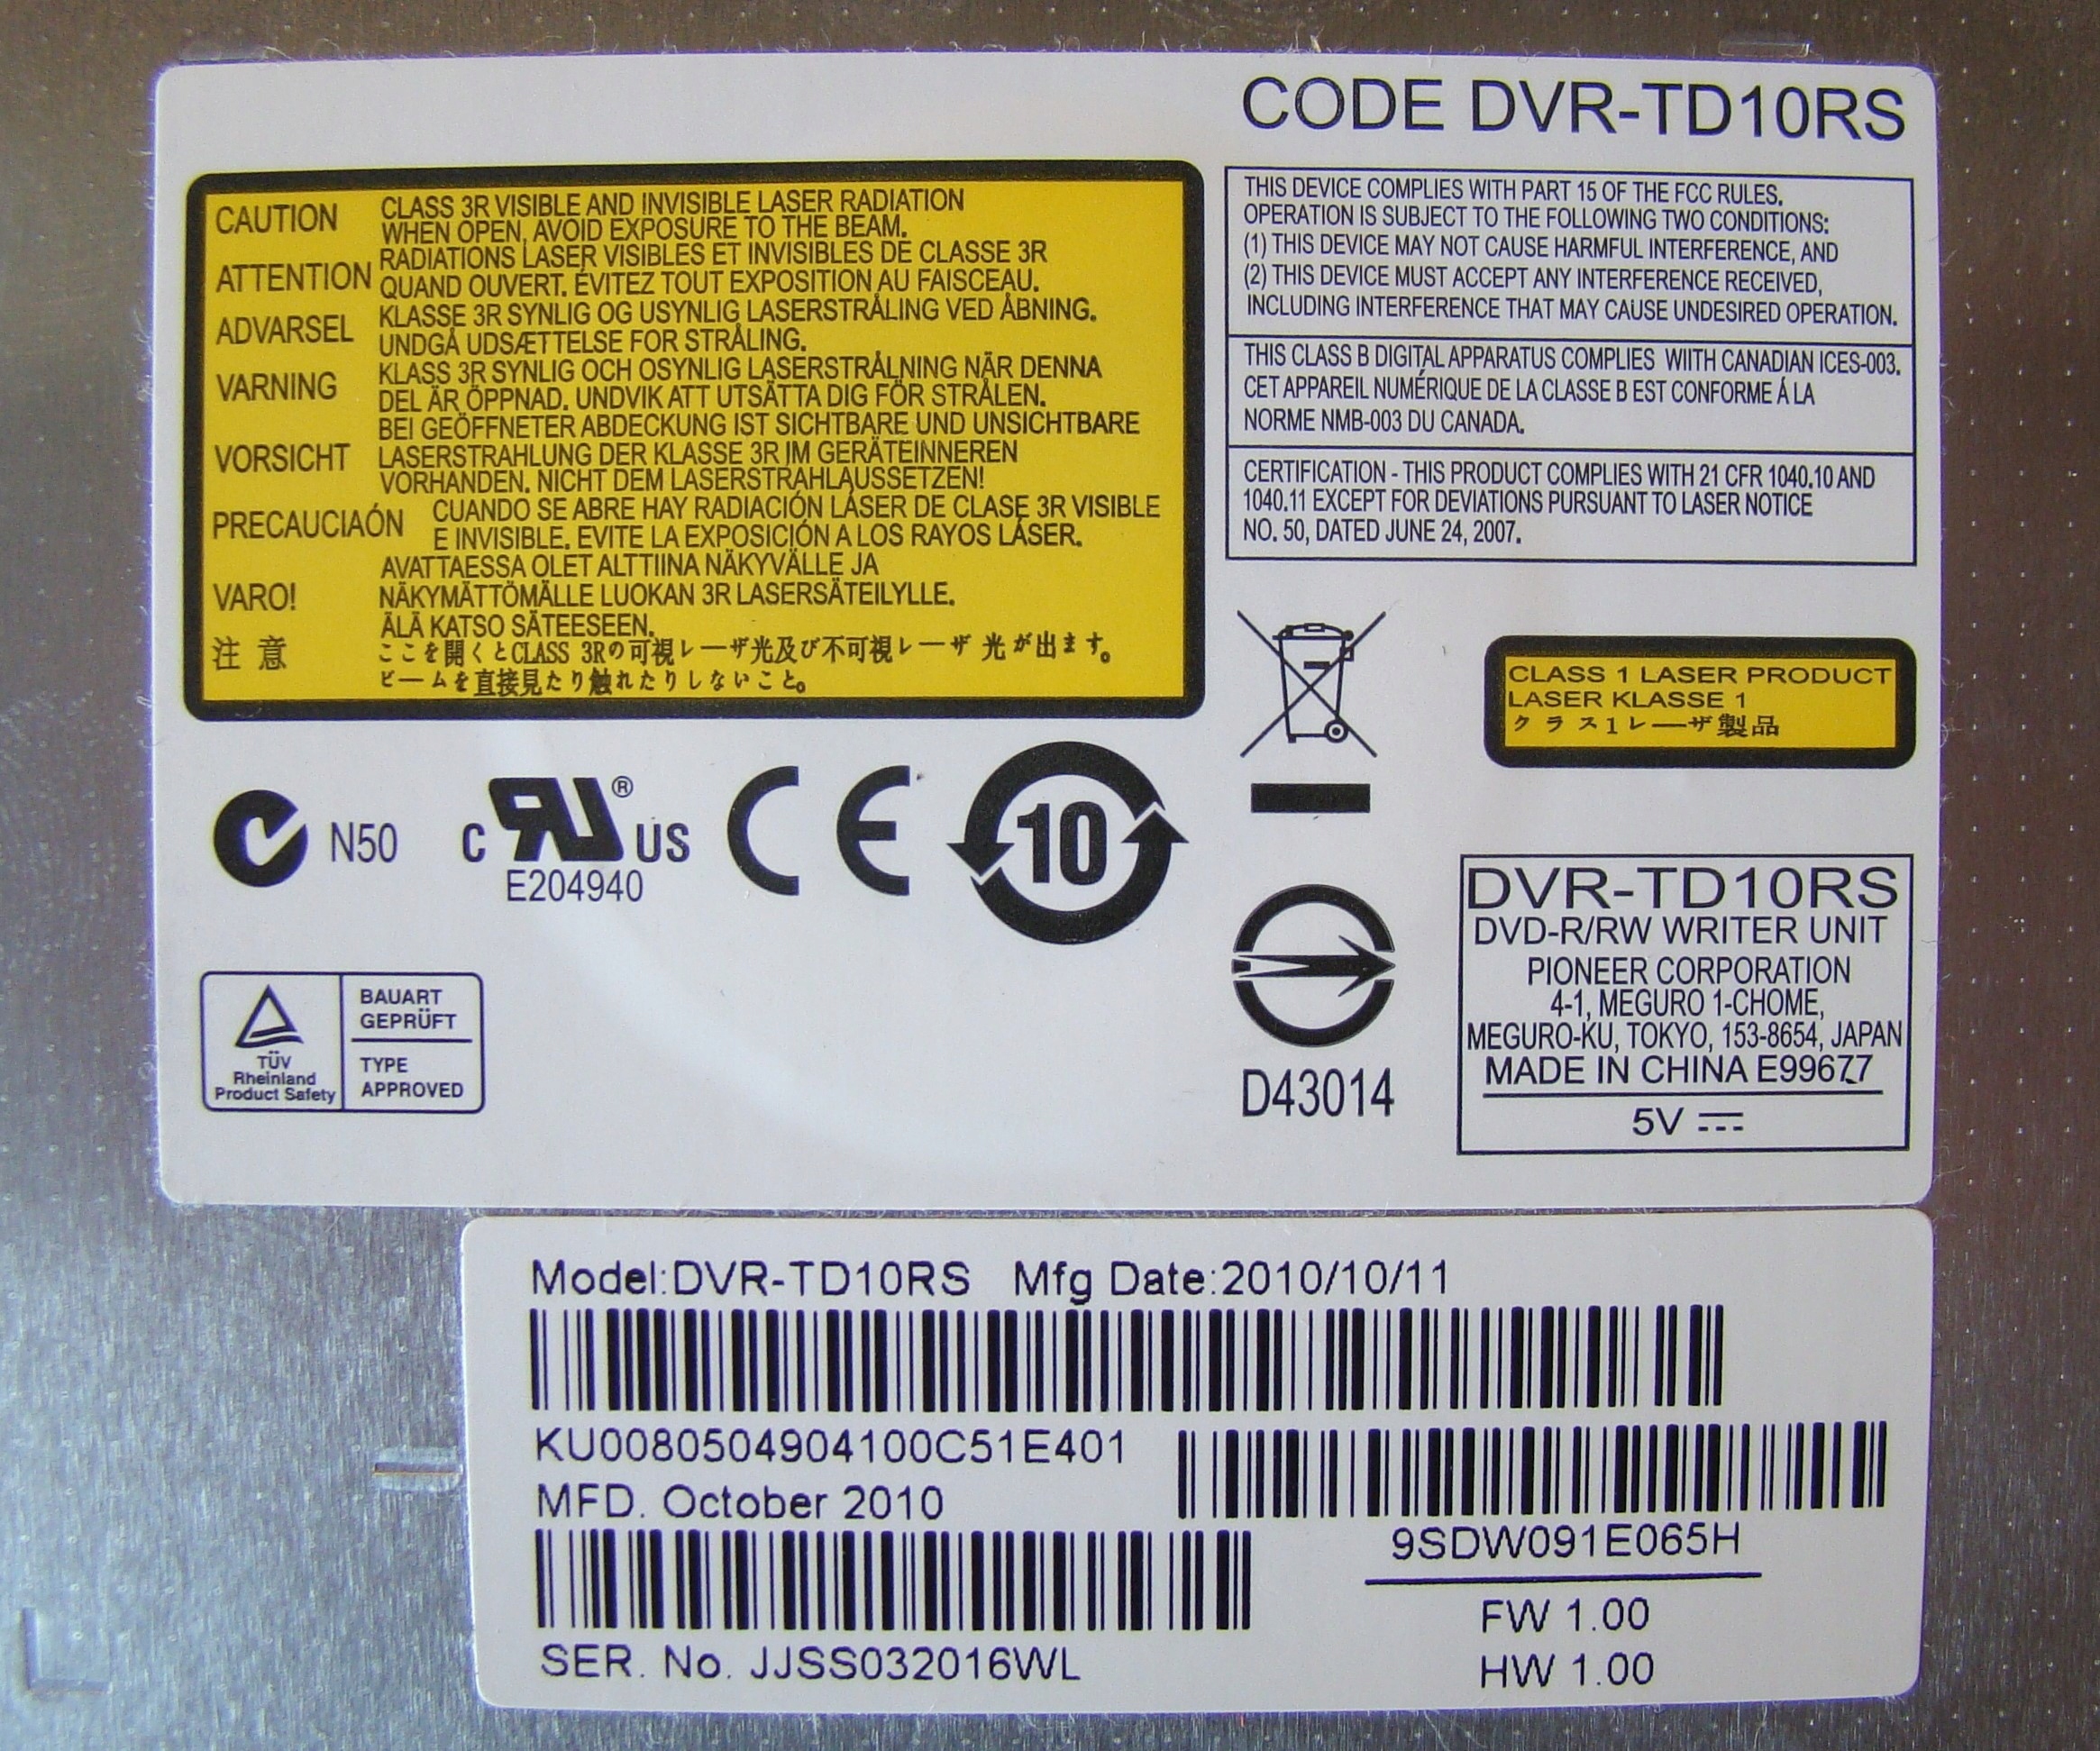 CODE DVR-TD10RS
CAUTION CLASS 3R VISIBLE AND INVISIBLE LASER RADIATION
WHEN OPEN, AVOID EXPOSURE TO THE BEAM.
ATTENTION RADIATIONS LASER VISIBLES ET INVISIBLES DE CLASSE 3R
QUAND OUVERT. ÉVITEZ TOUT EXPOSITION AU FAISCEAU.
ADVARSEL KLASSE 3R SYNLIG OG USYNLIG LASERSTRÅLING VED ÅBNING.
UNDGÅ UDSÆTTELSE FOR STRÅLING.
VARNING KLASS 3R SYNLIG OCH OSYNLIG LASERSTRÅLNING NÄR DENNA
DEL ÄR ÖPPNAD. UNDVIK ATT UTSÄTTA DIG FÖR STRÅLEN.
VORSICHT BEI GEÖFFNETER ABDECKUNG IST SICHTBARE UND UNSICHTBARE
LASERSTRAHLUNG DER KLASSE 3R IM GERÄTEINNEREN
VORHANDEN. NICHT DEM LASERSTRAHLAUSSETZEN!
PRECAUCIAÓN CUANDO SE ABRE HAY RADIACIÓN LÁSER DE CLASE 3R VISIBLE
E INVISIBLE. EVITE LA EXPOSICIÓN A LOS RAYOS LÁSER.
VARO! AVATTAESSA OLET ALTTIINA NÄKYVÄLLE JA
NÄKYMÄTTÖMÄLLE LUOKAN 3R LASERSÄTEILYLLE.
ÄLÄ KATSO SÄTEESEEN.
注意 ここを開くとCLASS 3Rの可視レーザ光及び不可視レーザ 光が出ます。
ビームを直接見たり触れたりしないこと。
THIS DEVICE COMPLIES WITH PART 15 OF THE FCC RULES.
OPERATION IS SUBJECT TO THE FOLLOWING TWO CONDITIONS:
(1) THIS DEVICE MAY NOT CAUSE HARMFUL INTERFERENCE, AND
(2) THIS DEVICE MUST ACCEPT ANY INTERFERENCE RECEIVED,
INCLUDING INTERFERENCE THAT MAY CAUSE UNDESIRED OPERATION.
THIS CLASS B DIGITAL APPARATUS COMPLIES WIITH CANADIAN ICES-003.
CET APPAREIL NUMÉRIQUE DE LA CLASSE B EST CONFORME Á LA
NORME NMB-003 DU CANADA.
CERTIFICATION - THIS PRODUCT COMPLIES WITH 21 CFR 1040.10 AND
1040.11 EXCEPT FOR DEVIATIONS PURSUANT TO LASER NOTICE
NO. 50, DATED JUNE 24, 2007.
CLASS 1 LASER PRODUCT
LASER KLASSE 1
クラス1レーザ製品
N50
C RU® US
E204940
CE
10
D43014
TÜV
Rheinland
Product Safety
BAUART
GEPRÜFT
TYPE
APPROVED
DVR-TD10RS
DVD-R/RW WRITER UNIT
PIONEER CORPORATION
4-1, MEGURO 1-CHOME,
MEGURO-KU, TOKYO, 153-8654, JAPAN
MADE IN CHINA E99677
5V
Model:DVR-TD10RS Mfg Date:2010/10/11
KU0080504904100C51E401
MFD. October 2010
9SDW091E065H
FW 1.00
HW 1.00
SER. No. JJSS032016WL